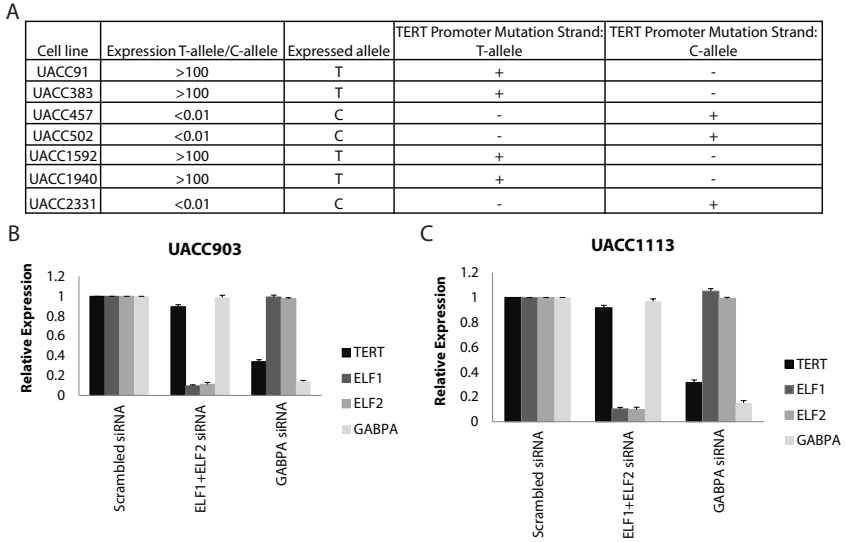 A
Cell line Expression T-allele/C-allele Expressed allele TERT Promoter Mutation Strand: T-allele TERT Promoter Mutation Strand: C-allele
UACC91 >100 T + -
UACC383 >100 T + -
UACC457 <0.01 C - +
UACC502 <0.01 C - +
UACC1592 >100 T + -
UACC1940 >100 T + -
UACC2331 <0.01 C - +
B
UACC903
Relative Expression
1.2
1
0.8
0.6
0.4
0.2
0
Scrambled siRNA
ELF1+ELF2 siRNA
GABPA siRNA
TERT
ELF1
ELF2
GABPA
C
UACC1113
Relative Expression
1.2
1
0.8
0.6
0.4
0.2
0
Scrambled siRNA
ELF1+ELF2 siRNA
GABPA siRNA
TERT
ELF1
ELF2
GABPA